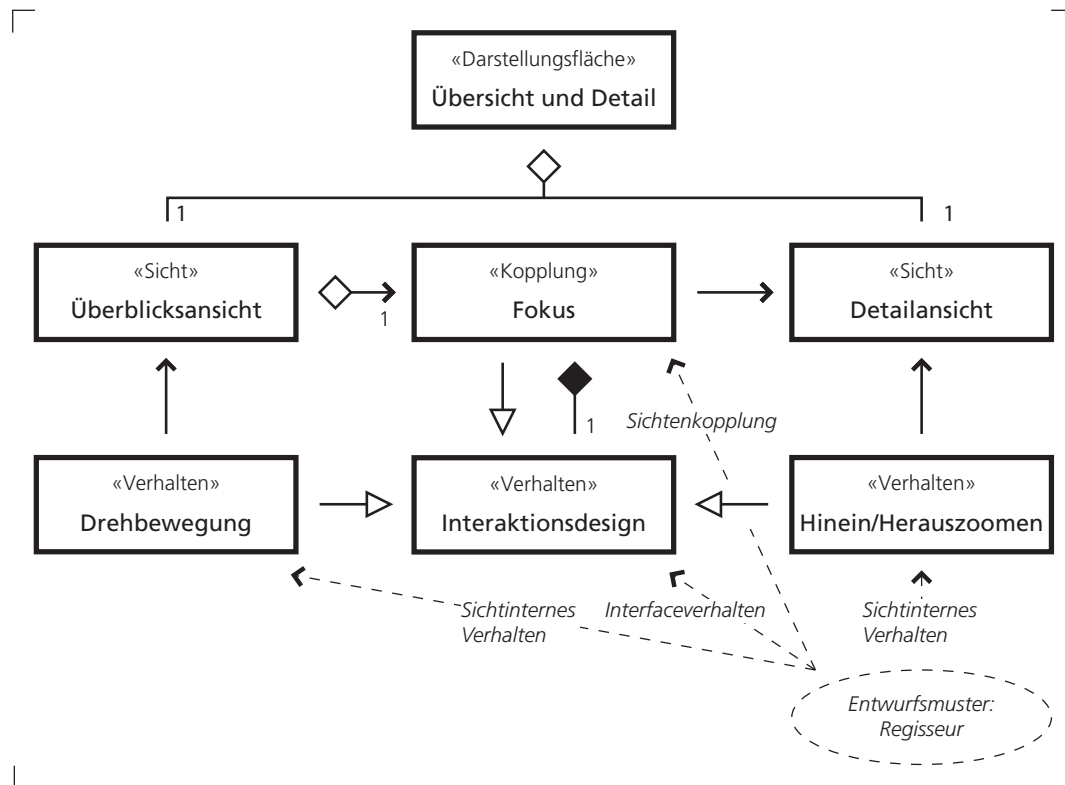 «Darstellungsfläche»
Übersicht und Detail
1
1
«Sicht»
Überblicksansicht
1
«Kopplung»
Fokus
«Sicht»
Detailansicht
1
Sichtenkopplung
«Verhalten»
Drehbewegung
«Verhalten»
Interaktionsdesign
«Verhalten»
Hinein/Herauszoomen
Sichtinternes
Verhalten
Interfaceverhalten
Sichtinternes
Verhalten
Entwurfsmuster:
Regisseur